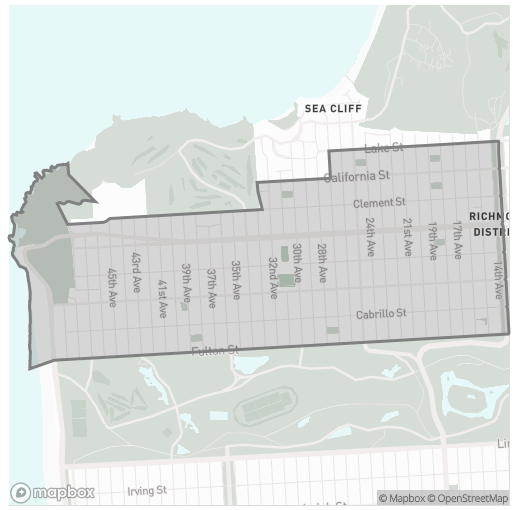 SEA CLIFF
Lake St
California St
Clement St
RICHMO
DISTRI
14th Ave
17th Ave
19th Ave
21st Ave
24th Ave
28th Ave
30th Ave
32nd Ave
35th Ave
37th Ave
39th Ave
41st Ave
43rd Ave
45th Ave
Cabrillo St
Fulton St
Lin
Irving St
mapbox
© Mapbox © OpenStreetMap